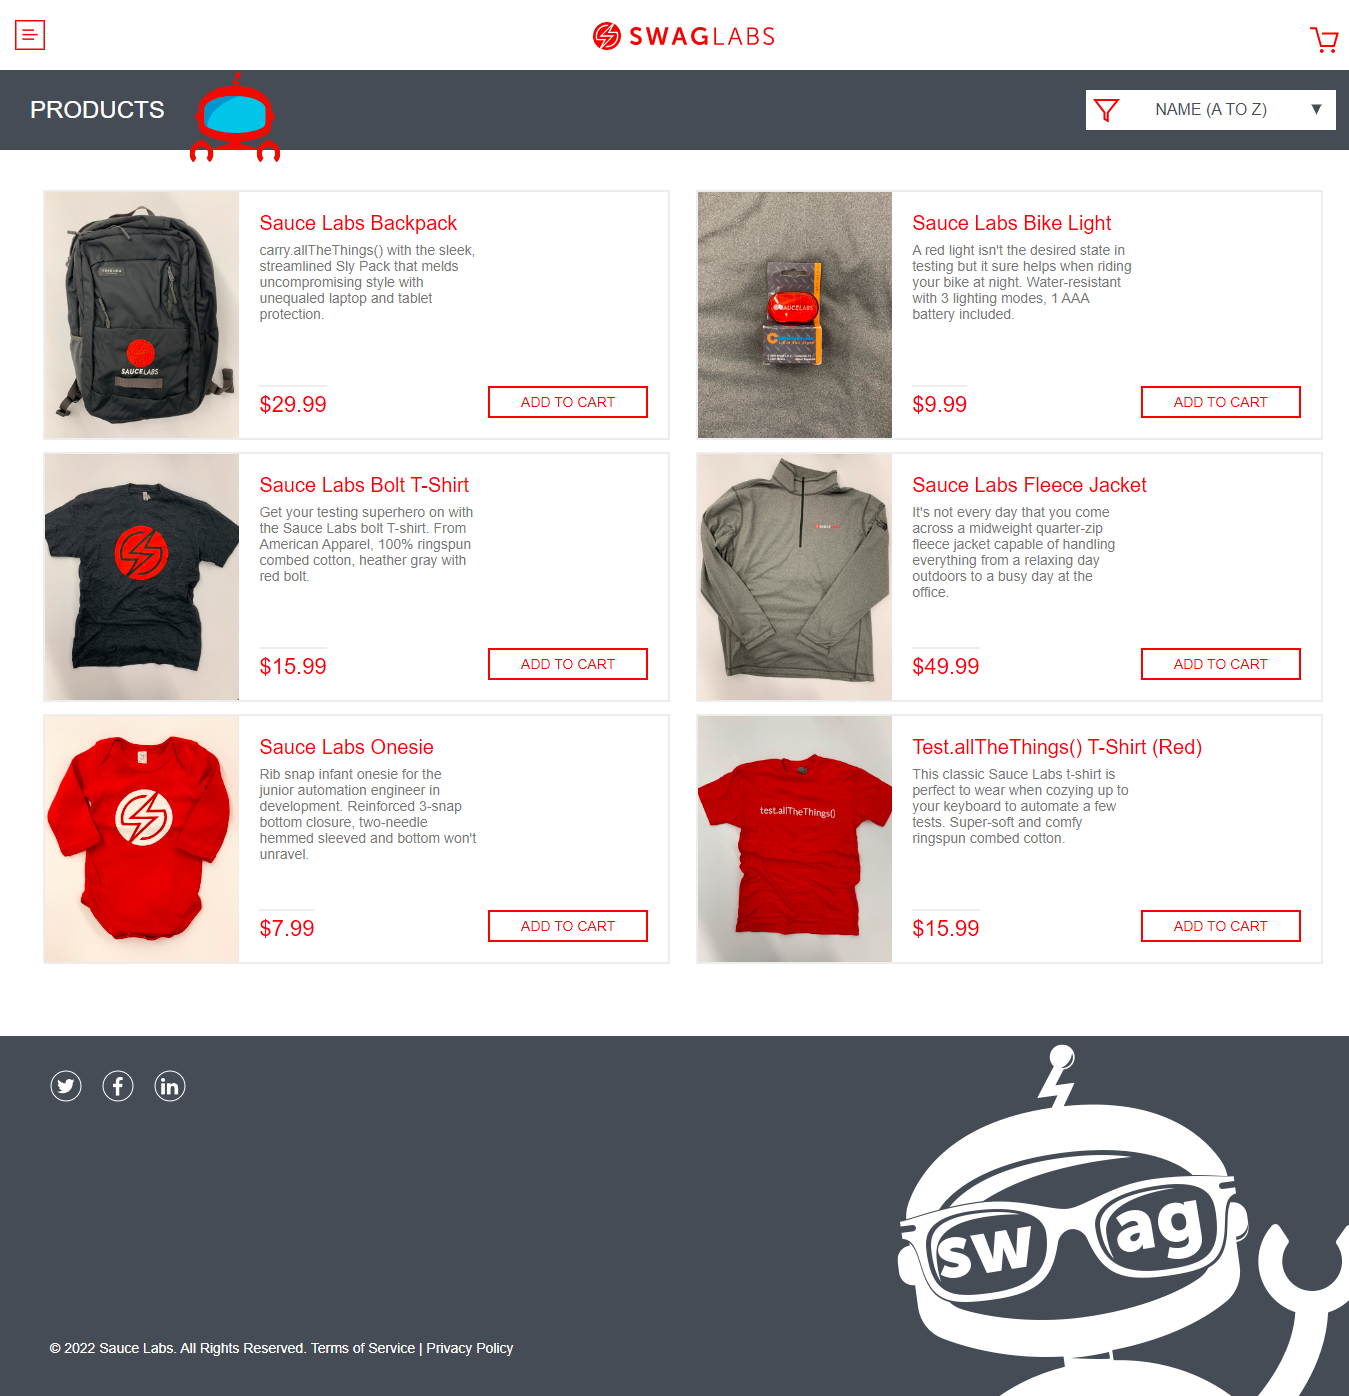 SWAGLABS
PRODUCTS
NAME (A TO Z)
SAUCELABS
Sauce Labs Backpack
carry.allTheThings() with the sleek,
streamlined Sly Pack that melds
uncompromising style with
unequaled laptop and tablet
protection.
$29.99
ADD TO CART
SAUCELABS
Sauce Labs Bike Light
A red light isn't the desired state in
testing but it sure helps when riding
your bike at night. Water-resistant
with 3 lighting modes, 1 AAA
battery included.
$9.99
ADD TO CART
Sauce Labs Bolt T-Shirt
Get your testing superhero on with
the Sauce Labs bolt T-shirt. From
American Apparel, 100% ringspun
combed cotton, heather gray with
red bolt.
$15.99
ADD TO CART
Sauce Labs Fleece Jacket
It's not every day that you come
across a midweight quarter-zip
fleece jacket capable of handling
everything from a relaxing day
outdoors to a busy day at the
office.
$49.99
ADD TO CART
Sauce Labs Onesie
Rib snap infant onesie for the
junior automation engineer in
development. Reinforced 3-snap
bottom closure, two-needle
hemmed sleeved and bottom won't
unravel.
$7.99
ADD TO CART
test.allTheThings()
Test.allTheThings() T-Shirt (Red)
This classic Sauce Labs t-shirt is
perfect to wear when cozying up to
your keyboard to automate a few
tests. Super-soft and comfy
ringspun combed cotton.
$15.99
ADD TO CART
swag
© 2022 Sauce Labs. All Rights Reserved. Terms of Service | Privacy Policy